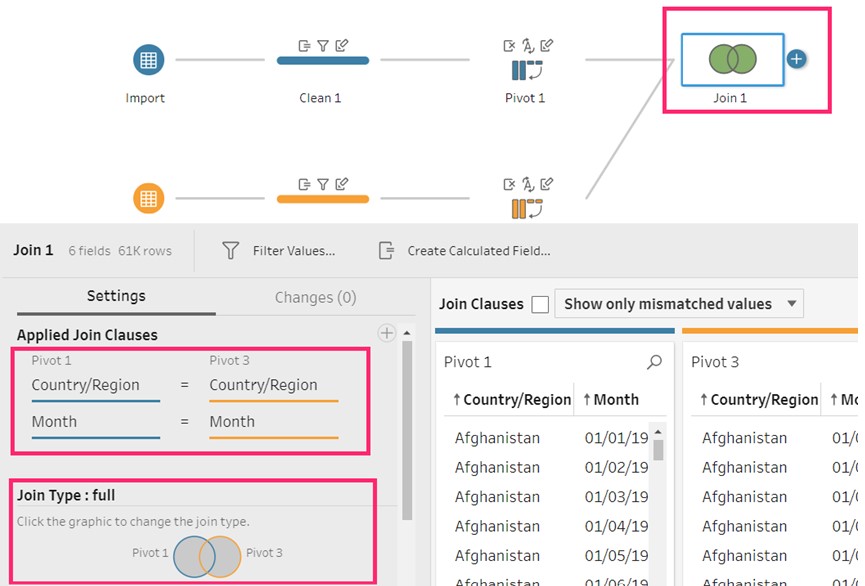 Import
Clean 1
Pivot 1
Join 1
Join 1 6 fields 61K rows
Filter Values...
Create Calculated Field...
Settings
Changes (0)
Applied Join Clauses
Pivot 1 Pivot 3
Country/Region = Country/Region
Month = Month
Join Type : full
Click the graphic to change the join type.
Pivot 1 Pivot 3
Join Clauses Show only mismatched values
Pivot 1 Pivot 3
Country/Region Month Country/Region Mo
Afghanistan 01/01/19 Afghanistan 01/0
Afghanistan 01/02/19 Afghanistan 01/0
Afghanistan 01/03/19 Afghanistan 01/0
Afghanistan 01/04/19 Afghanistan 01/0
Afghanistan 01/05/19 Afghanistan 01/0
Afghanistan 01/06/19 Afghanistan 01/0